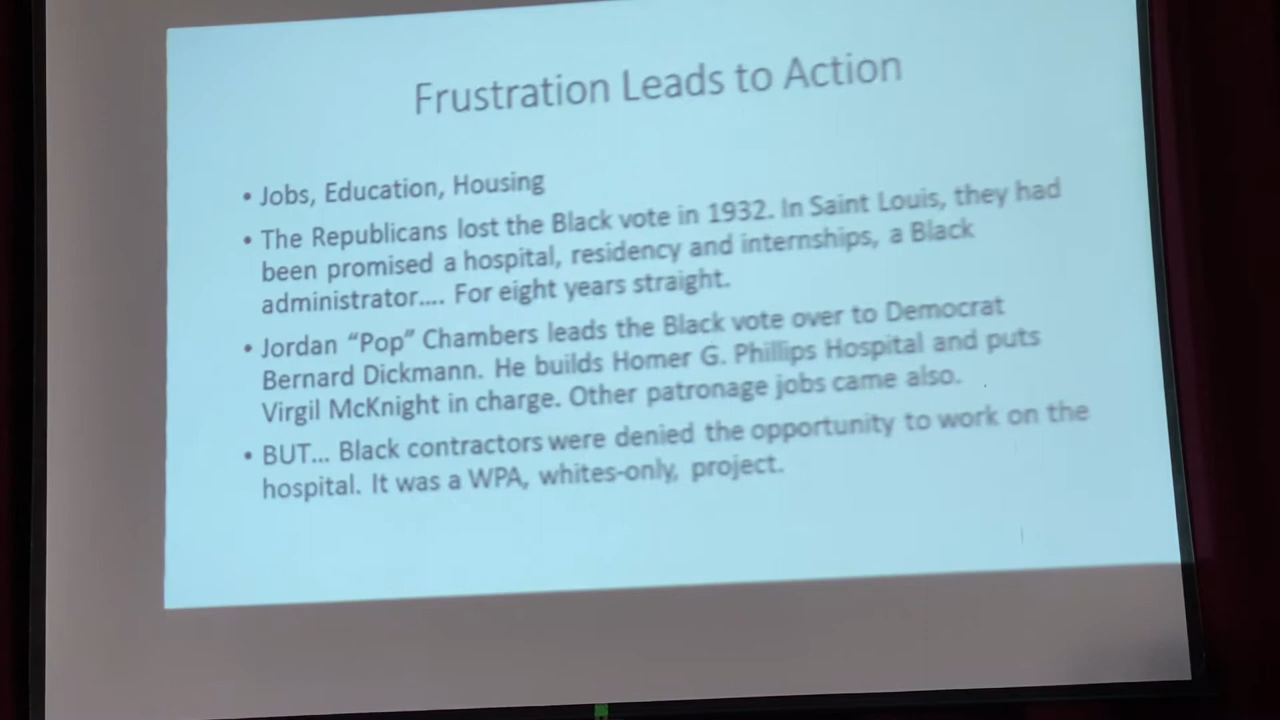 Frustration Leads to Action
• Jobs, Education, Housing
• The Republicans lost the Black vote in 1932. In Saint Louis, they had
been promised a hospital, residency and internships, a Black
administrator.... For eight years straight.
• Jordan “Pop” Chambers leads the Black vote over to Democrat
Bernard Dickmann. He builds Homer G. Phillips Hospital and puts
Virgil McKnight in charge. Other patronage jobs came also.
• BUT... Black contractors were denied the opportunity to work on the
hospital. It was a WPA, whites-only, project.